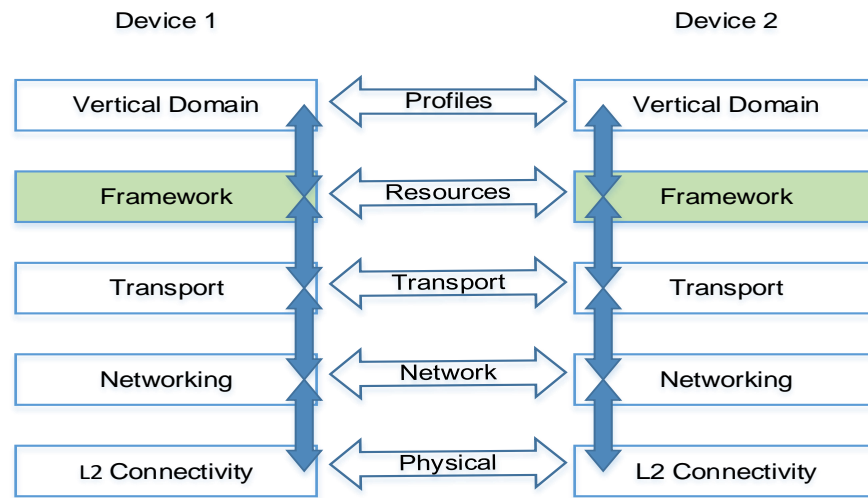 Device 1
Device 2
Vertical Domain
Profiles
Vertical Domain
Framework
Resources
Framework
Transport
Transport
Transport
Networking
Network
Networking
L2 Connectivity
Physical
L2 Connectivity